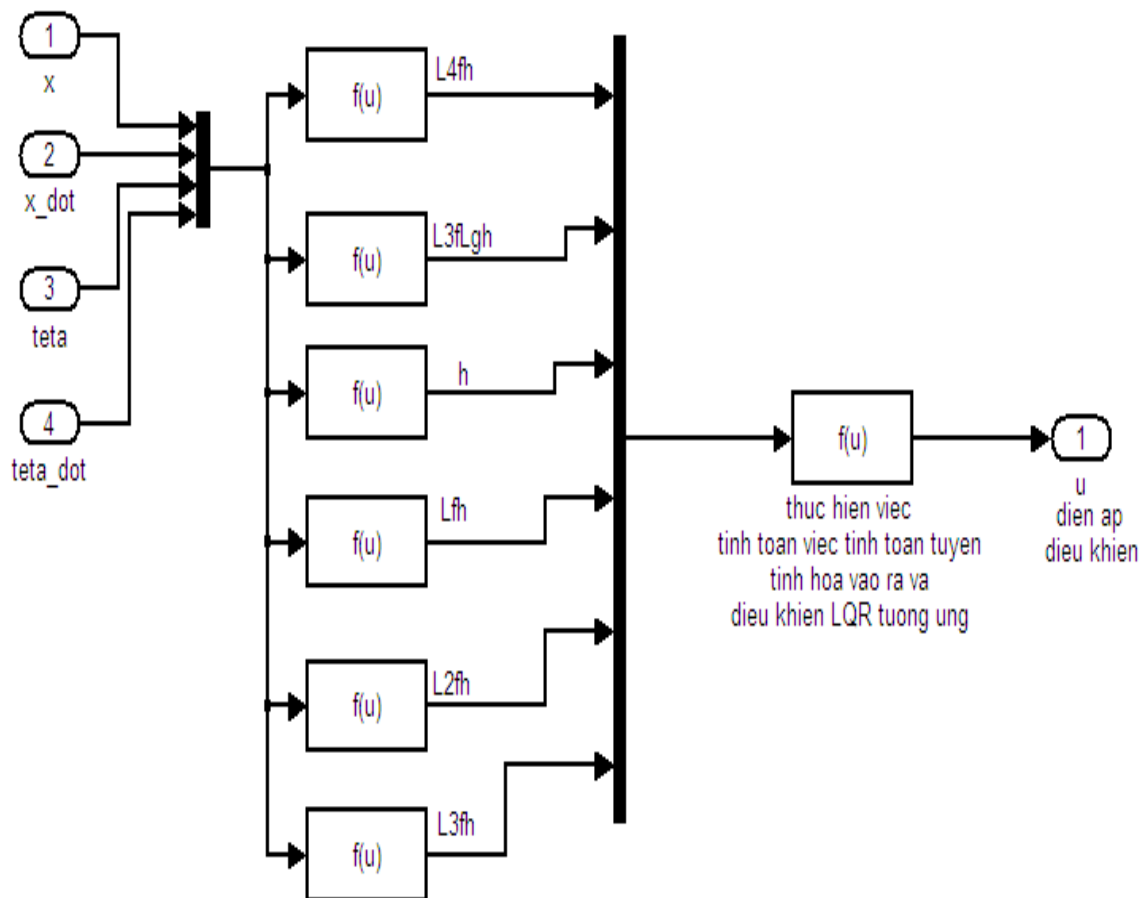 1
x
2
x_dot
3
teta
4
teta_dot
f(u)
L4fh
f(u)
L3fLgh
f(u)
h
f(u)
Lfh
f(u)
L2fh
f(u)
L3fh
f(u)
thuc hien viec
tinh toan viec tinh toan tuyen
tinh hoa vao ra va
dieu khien LQR tuong ung
1
u
dien ap
dieu khien